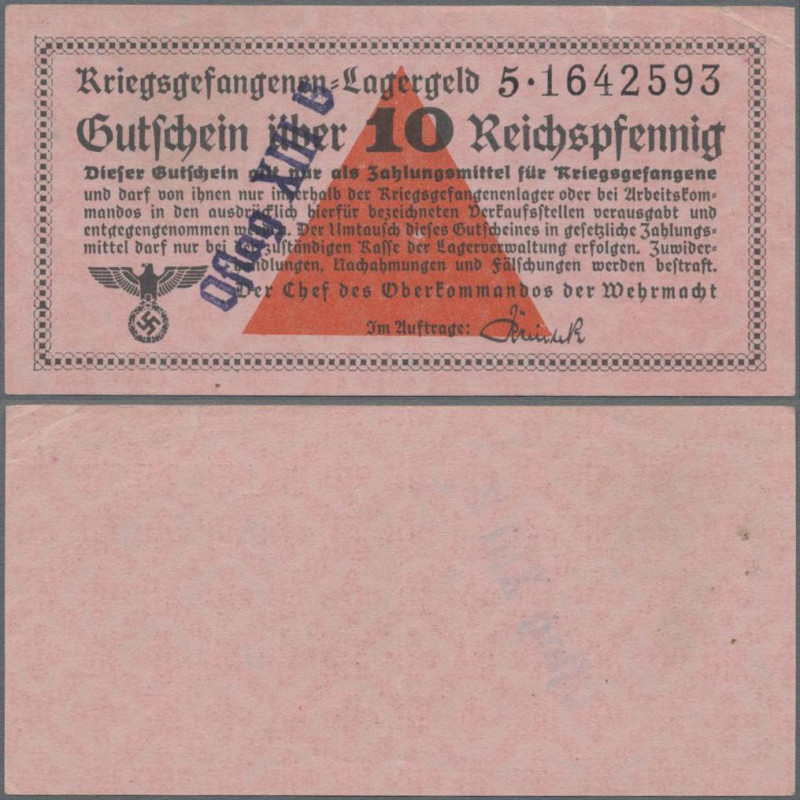 Kriegsgefangenen=Lagergeld 5·1642593
Gutschein über 10 Reichspfennig
Dieser Gutschein gilt nur als Zahlungsmittel für Kriegsgefangene
und darf von ihnen nur innerhalb der Kriegsgefangenenlager oder bei Arbeitskom-
mandos in den ausdrücklich hierfür bezeichneten Verkaufsstellen verausgabt und
entgegengenommen werden. Der Umtausch dieses Gutscheines in gesetzliche Zahlungs-
mittel darf nur bei der zuständigen Kasse der Lagerverwaltung erfolgen. Zuwider-
handlungen, Nachahmungen und Fälschungen werden bestraft.
Der Chef des Oberkommandos der Wehrmacht
Im Auftrage:
Oflag XIII